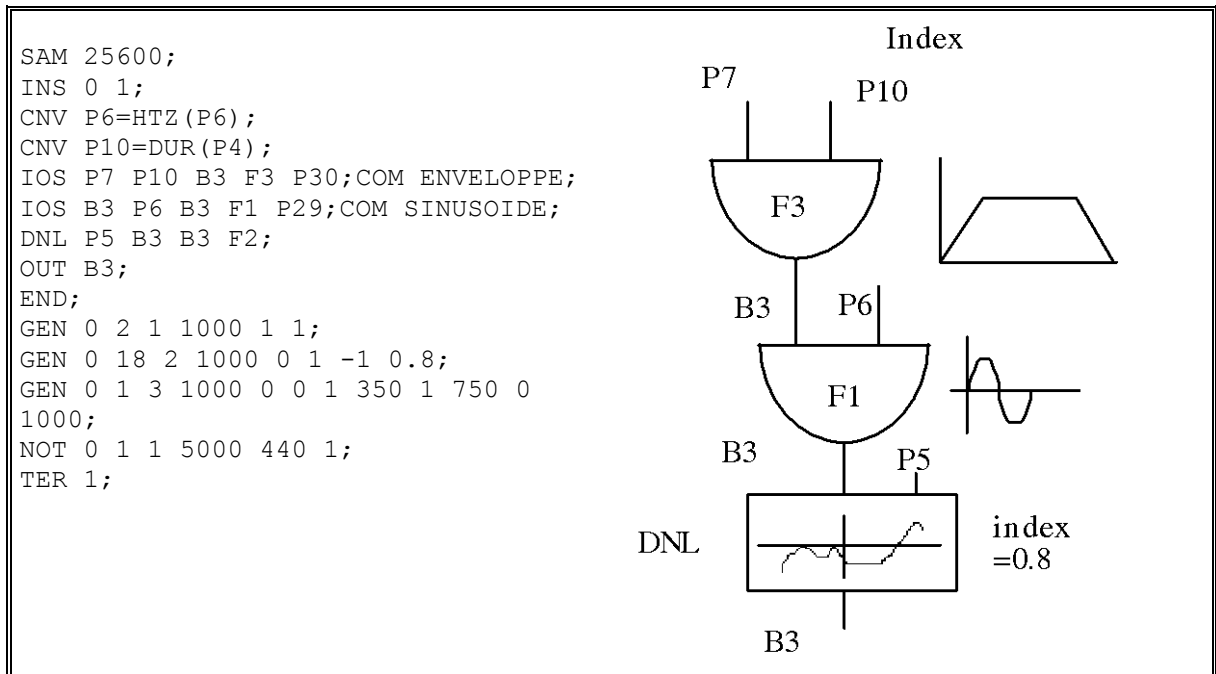 SAM 25600;
INS 0 1;
CNV P6=HTZ(P6);
CNV P10=DUR(P4);
IOS P7 P10 B3 F3 P30;COM ENVELOPPE;
IOS B3 P6 B3 F1 P29;COM SINUSOIDE;
DNL P5 B3 B3 F2;
OUT B3;
END;
GEN 0 2 1 1000 1 1;
GEN 0 18 2 1000 0 1 -1 0.8;
GEN 0 1 3 1000 0 0 1 350 1 750 0
1000;
NOT 0 1 1 5000 440 1;
TER 1;
Index
P7
P10
F3
B3
P6
F1
B3
P5
DNL
index
=0.8
B3